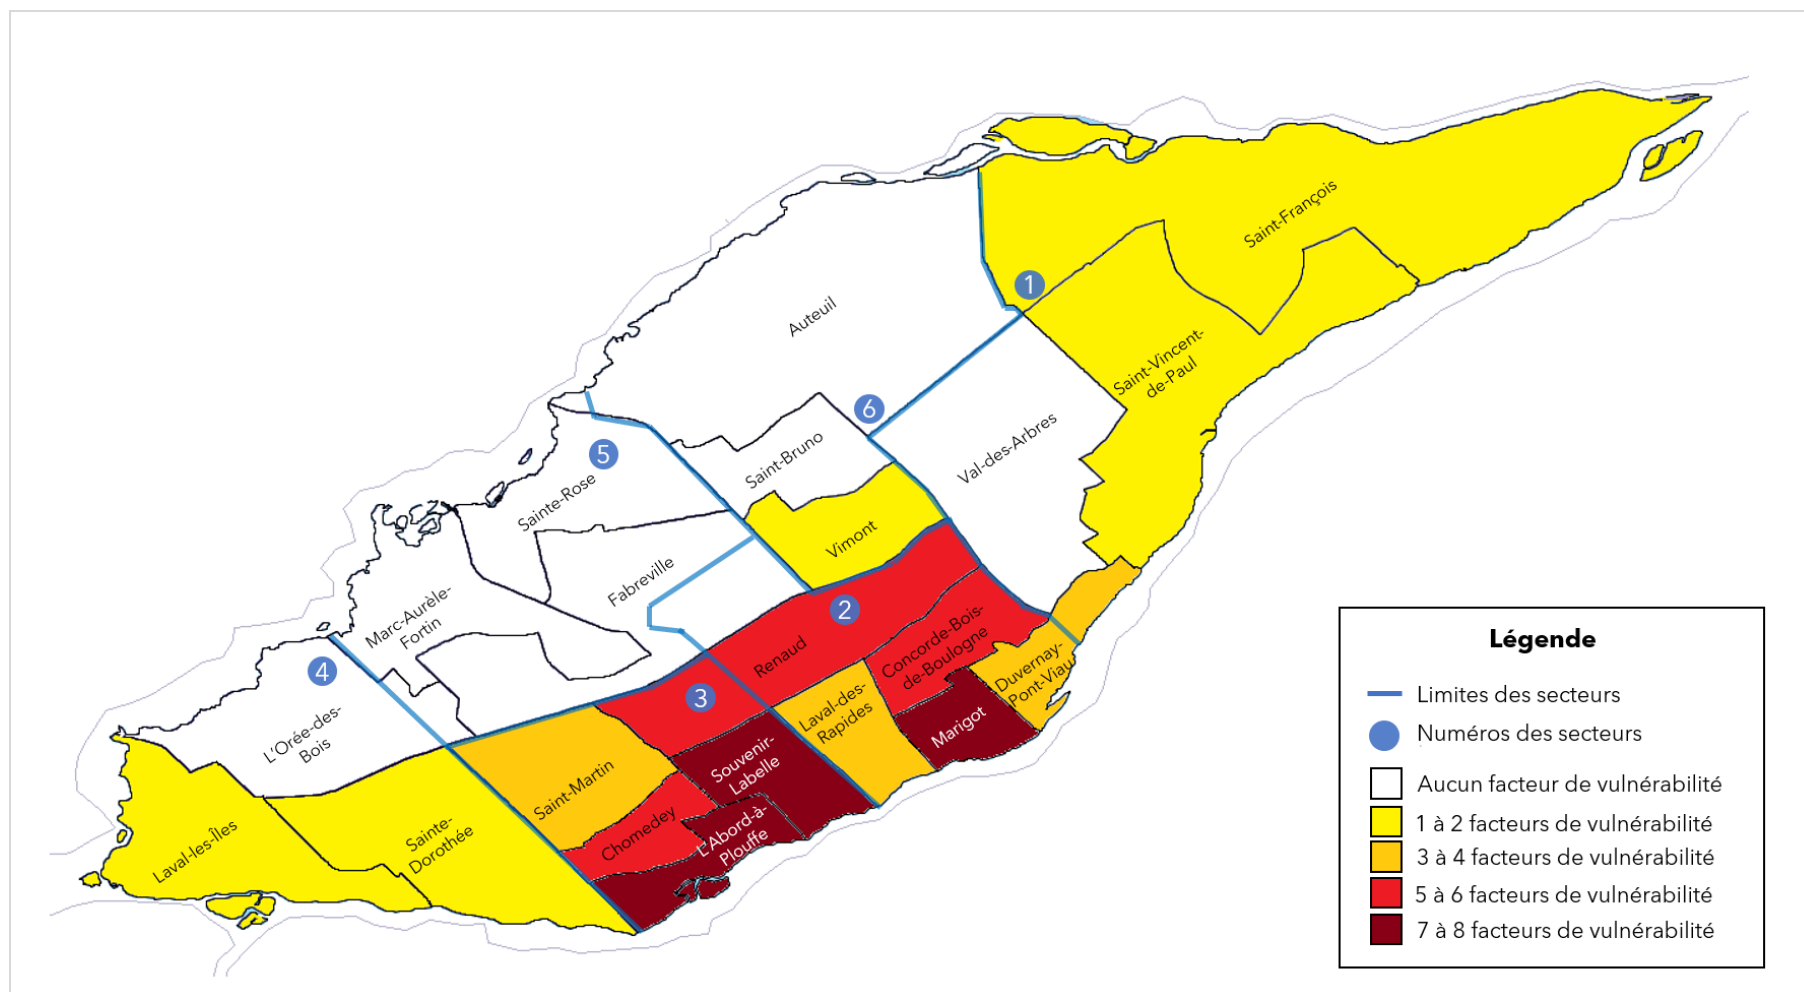 Saint-François
1
Auteuil
Saint-Vincent-
de-Paul
6
Val-des-Arbres
Saint-Bruno
5
Sainte-Rose
Vimont
Fabreville
2
Marc-Aurèle-
Fortin
Renaud
Concorde-Bois-
de-Boulogne
4
3
Duvernay-
Pont-Viau
L'Orée-des-
Bois
Laval-des-
Rapides
Marigot
Souvenir-
Labelle
Saint-Martin
Chomedey
L'Abord-à-
Plouffe
Sainte-
Dorothée
Laval-les-Îles
Légende
Limites des secteurs
Numéros des secteurs
Aucun facteur de vulnérabilité
1 à 2 facteurs de vulnérabilité
3 à 4 facteurs de vulnérabilité
5 à 6 facteurs de vulnérabilité
7 à 8 facteurs de vulnérabilité